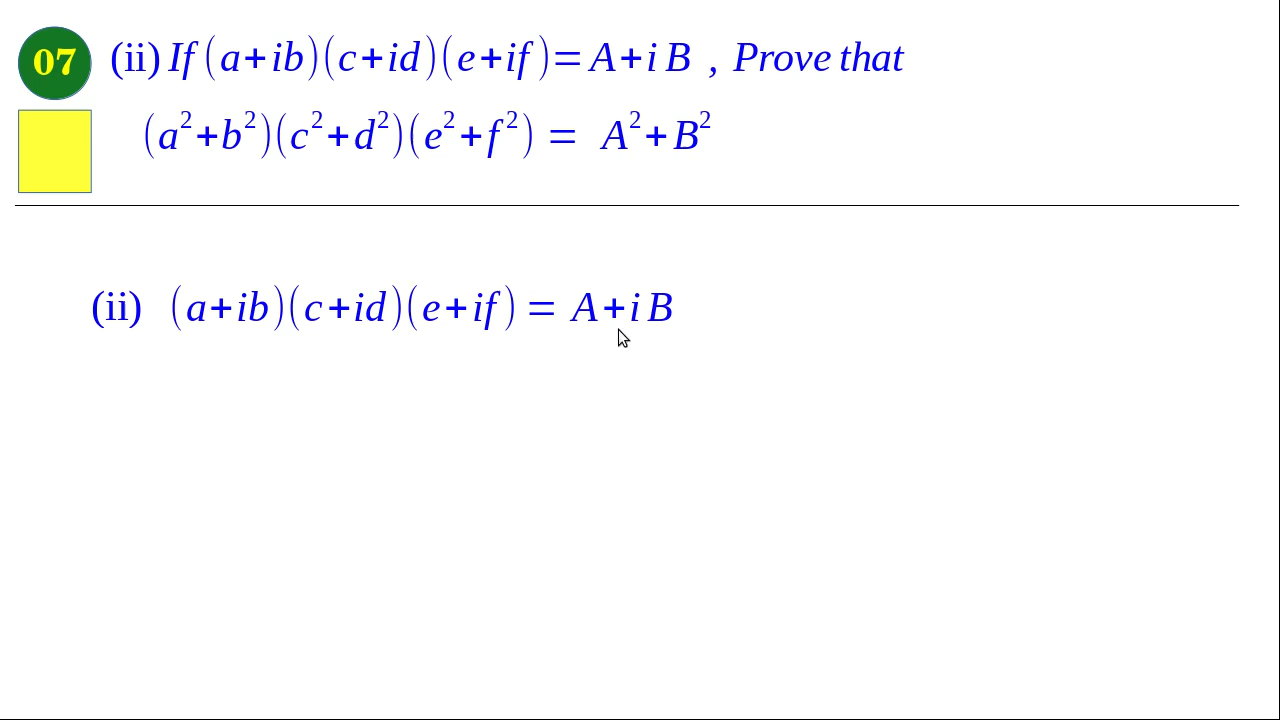 07
(ii) If (a+ib)(c+id)(e+if)=A+iB , Prove that
(a²+b²)(c²+d²)(e²+f²) = A²+B²
(ii) (a+ib)(c+id)(e+if) = A+iB